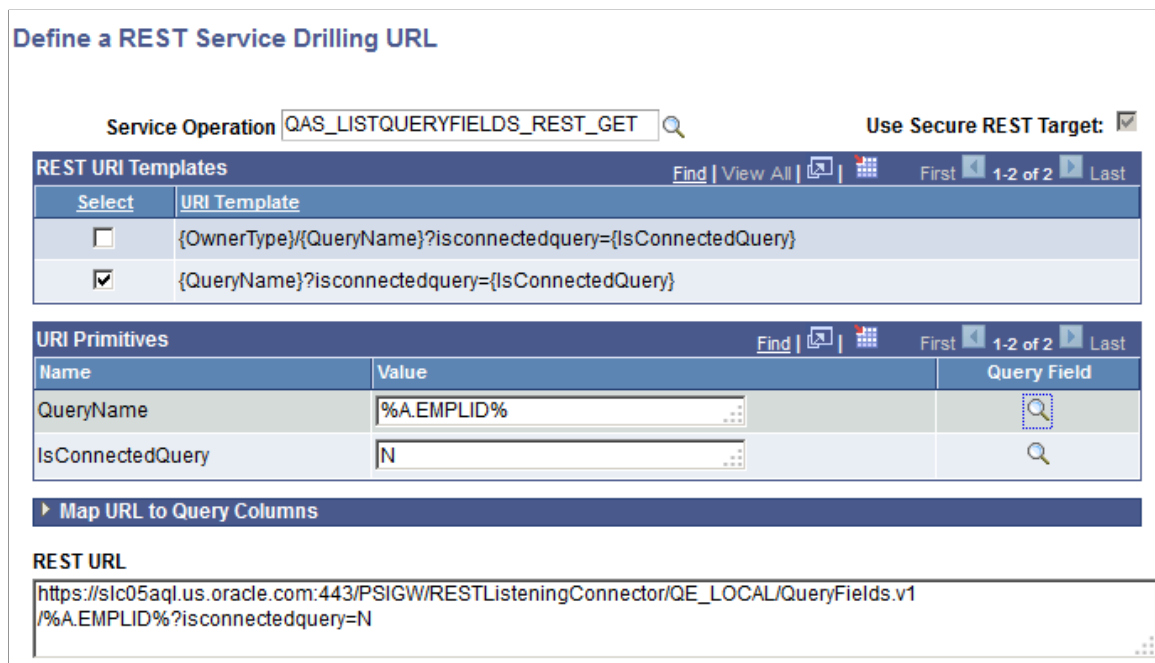 Define a REST Service Drilling URL
Service Operation QAS_LISTQUERYFIELDS_REST_GET Use Secure REST Target:
REST URI Templates Find | View All | | First 1-2 of 2 Last
Select URI Template
{OwnerType}/{QueryName}?isconnectedquery={IsConnectedQuery}
{QueryName}?isconnectedquery={IsConnectedQuery}
URI Primitives Find | | First 1-2 of 2 Last
Name Value Query Field
QueryName %A.EMPLID%
IsConnectedQuery N
Map URL to Query Columns
REST URL
https://slc05aql.us.oracle.com:443/PSIGW/RESTListeningConnector/QE_LOCAL/QueryFields.v1
/%A.EMPLID%?isconnectedquery=N